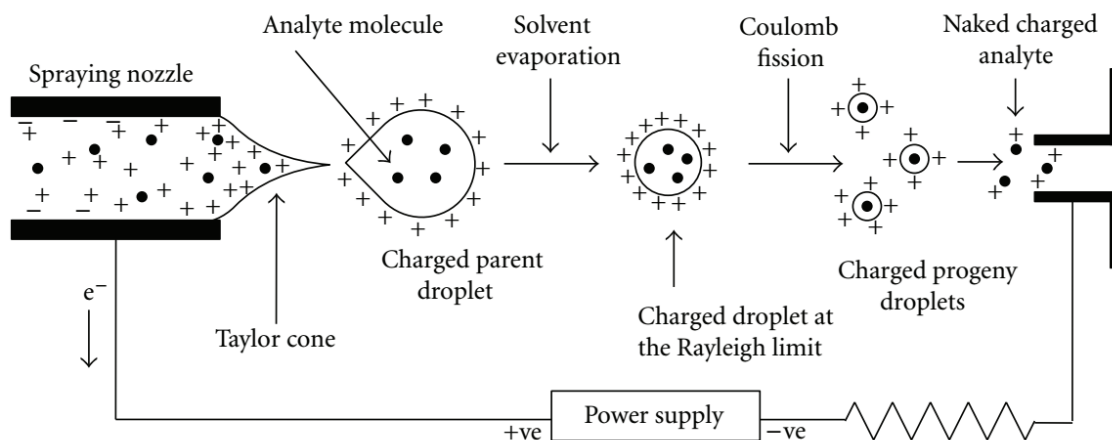 Analyte molecule
Solvent
evaporation
Coulomb
fission
Naked charged
analyte
Spraying nozzle
Charged parent
droplet
Charged progeny
droplets
e⁻
Taylor cone
Charged droplet at
the Rayleigh limit
+ve
Power supply
−ve